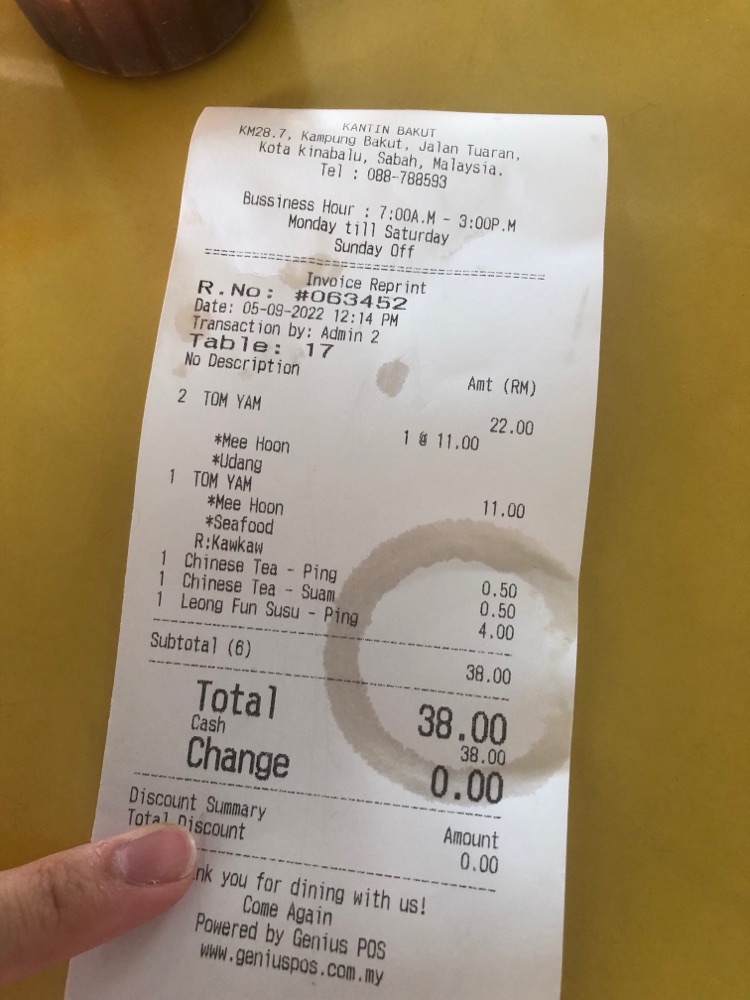 KANTIN BAKUT
KM28.7, Kampung Bakut, Jalan Tuaran,
Kota kinabalu, Sabah, Malaysia.
Tel : 088-788593
Bussiness Hour : 7:00A.M - 3:00P.M
Monday till Saturday
Sunday Off
Invoice Reprint
R.No: #063452
Date: 05-09-2022 12:14 PM
Transaction by: Admin 2
Table: 17
No Description Amt (RM)
2 TOM YAM 22.00
1 @ 11.00
*Mee Hoon
*Udang
1 TOM YAM 11.00
*Mee Hoon
*Seafood
R:Kawkaw
1 Chinese Tea - Ping 0.50
1 Chinese Tea - Suam 0.50
1 Leong Fun Susu - Ping 4.00
Subtotal (6) 38.00
Total 38.00
Cash 38.00
Change 0.00
Discount Summary Amount
Total Discount 0.00
nk you for dining with us!
Come Again
Powered by Genius POS
www.geniuspos.com.my